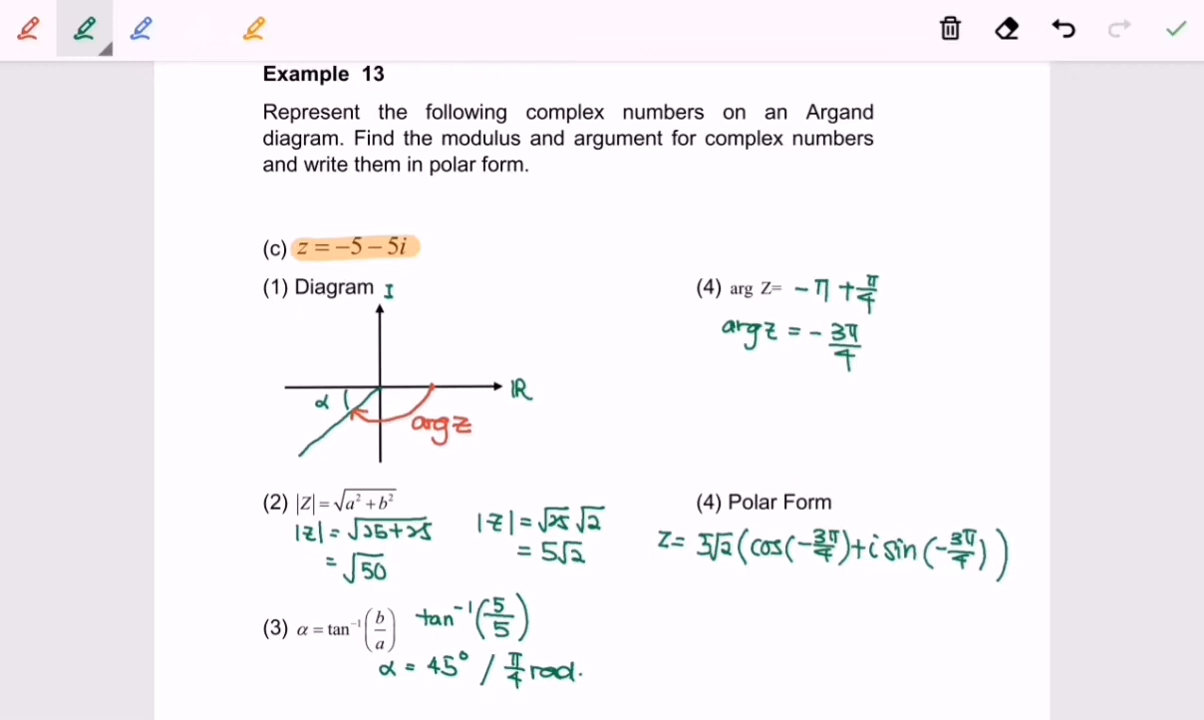 Example 13
Represent the following complex numbers on an Argand
diagram. Find the modulus and argument for complex numbers
and write them in polar form.
(c) z = −5 − 5i
(1) Diagram I
IR
α
arg z
(2) |Z| = √(a² + b²)
|z| = √(25+25)
= √50
|z| = √25 √2
= 5√2
(3) α = tan⁻¹(b/a) tan⁻¹(5/5)
α = 45° / π/4 rad.
(4) arg Z= −π + π/4
arg z = − 3π/4
(4) Polar Form
z = 5√2 (cos(−3π/4) + i sin(−3π/4))